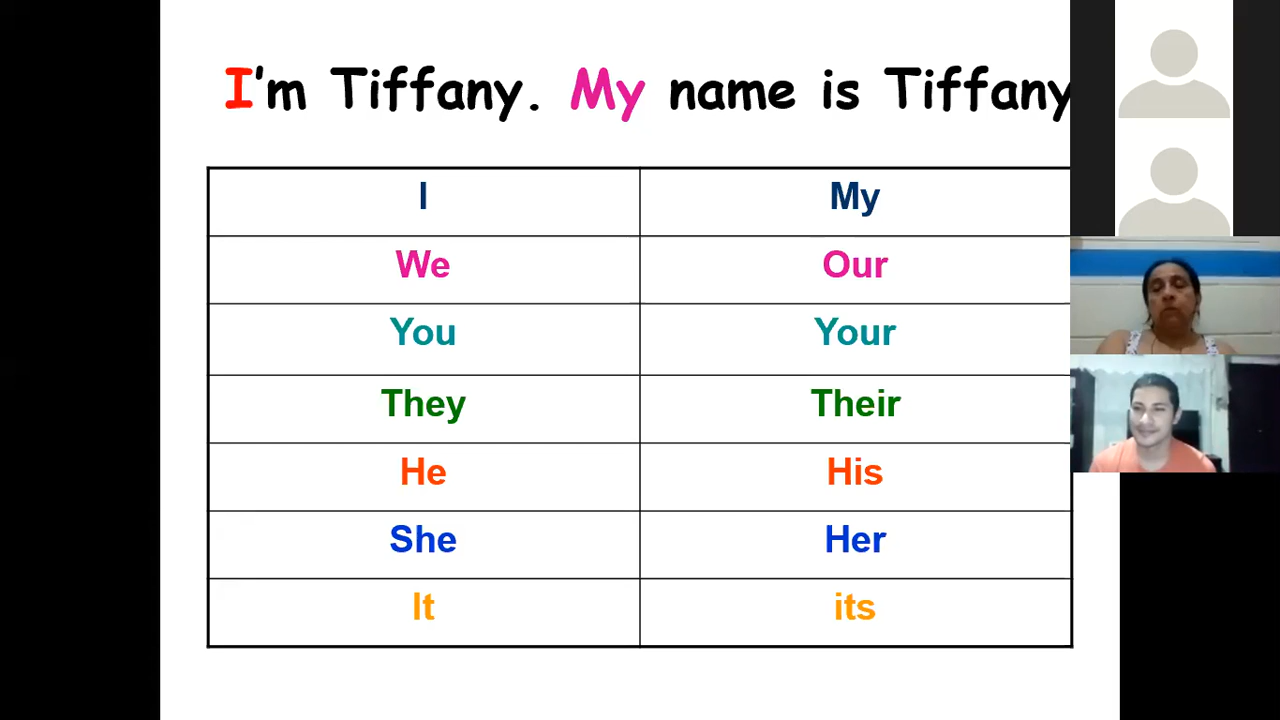 I'm Tiffany. My name is Tiffany
I My
We Our
You Your
They Their
He His
She Her
It its